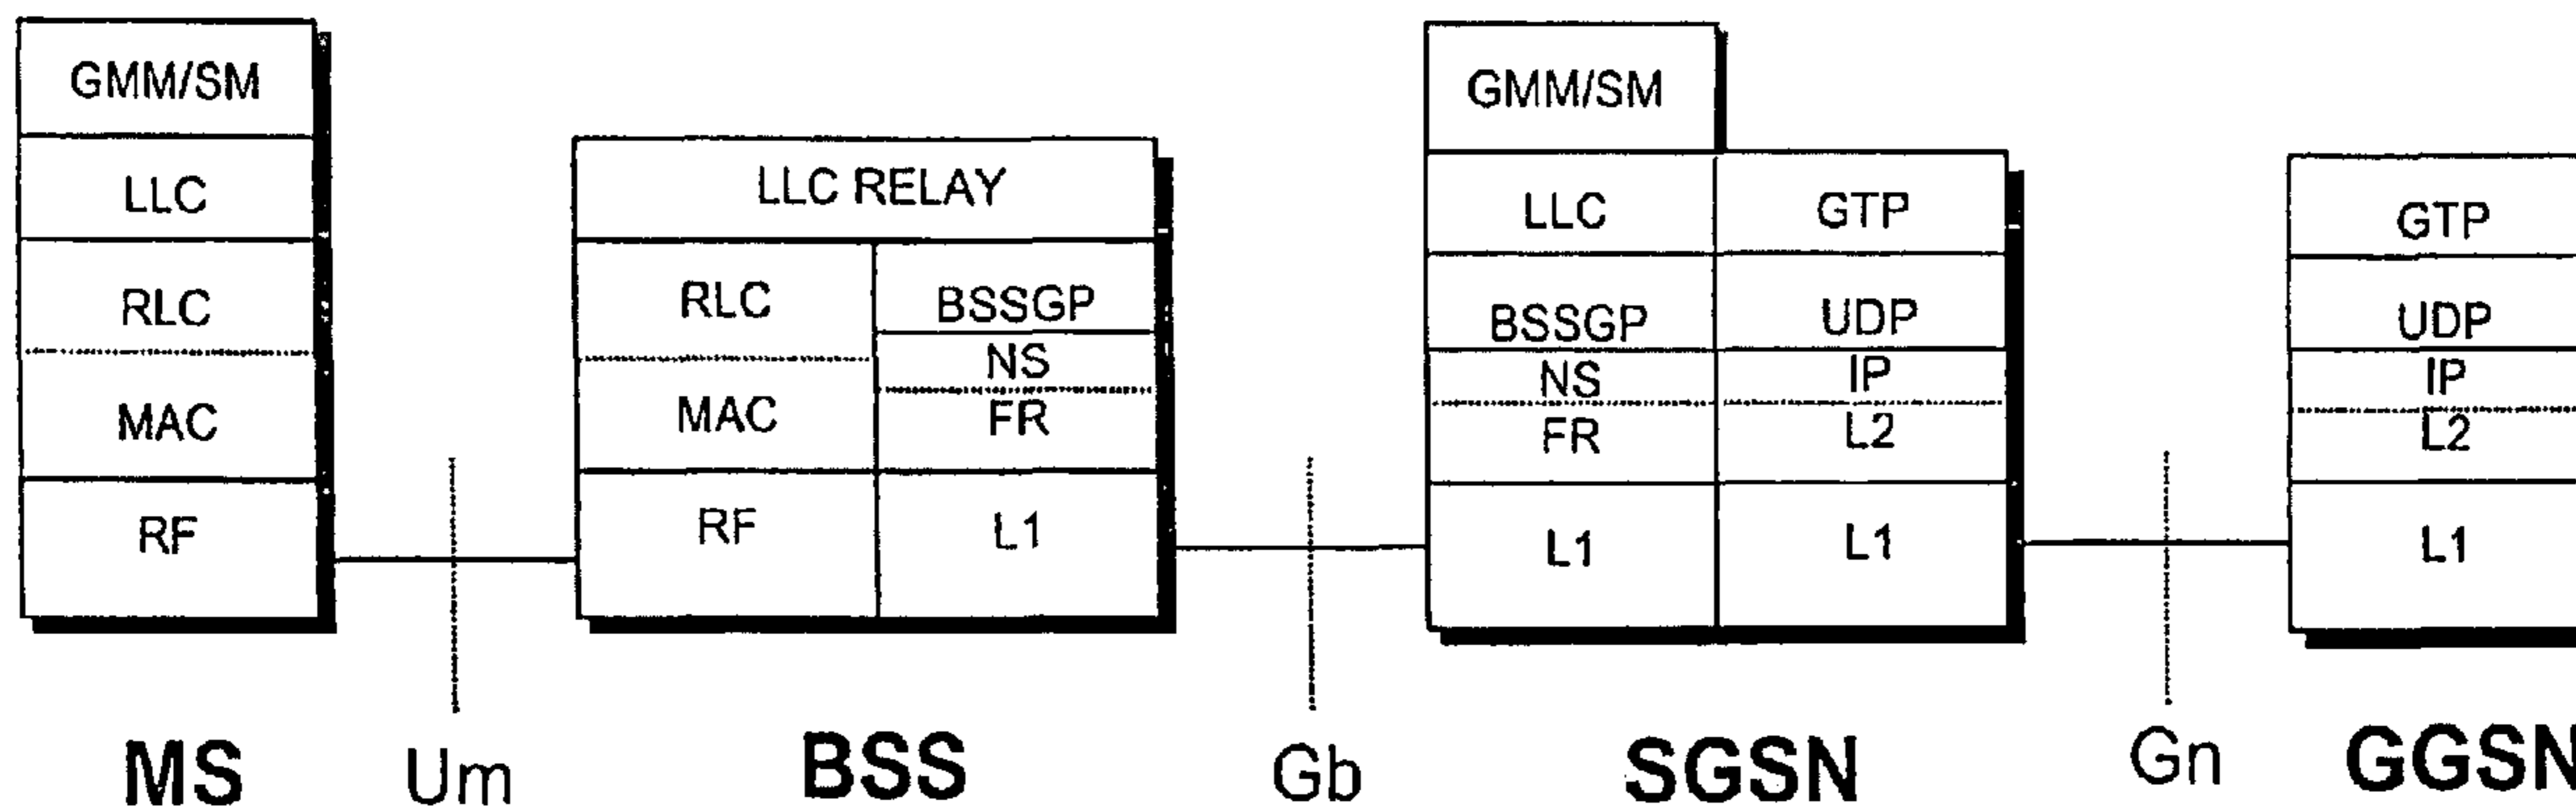 GMM/SM
LLC
RLC
MAC
RF
LLC RELAY
RLC
MAC
RF
BSSGP
NS
FR
L1
GMM/SM
LLC
BSSGP
NS
FR
L1
GTP
UDP
IP
L2
L1
GTP
UDP
IP
L2
L1
MS
Um
BSS
Gb
SGSN
Gn
GGSN